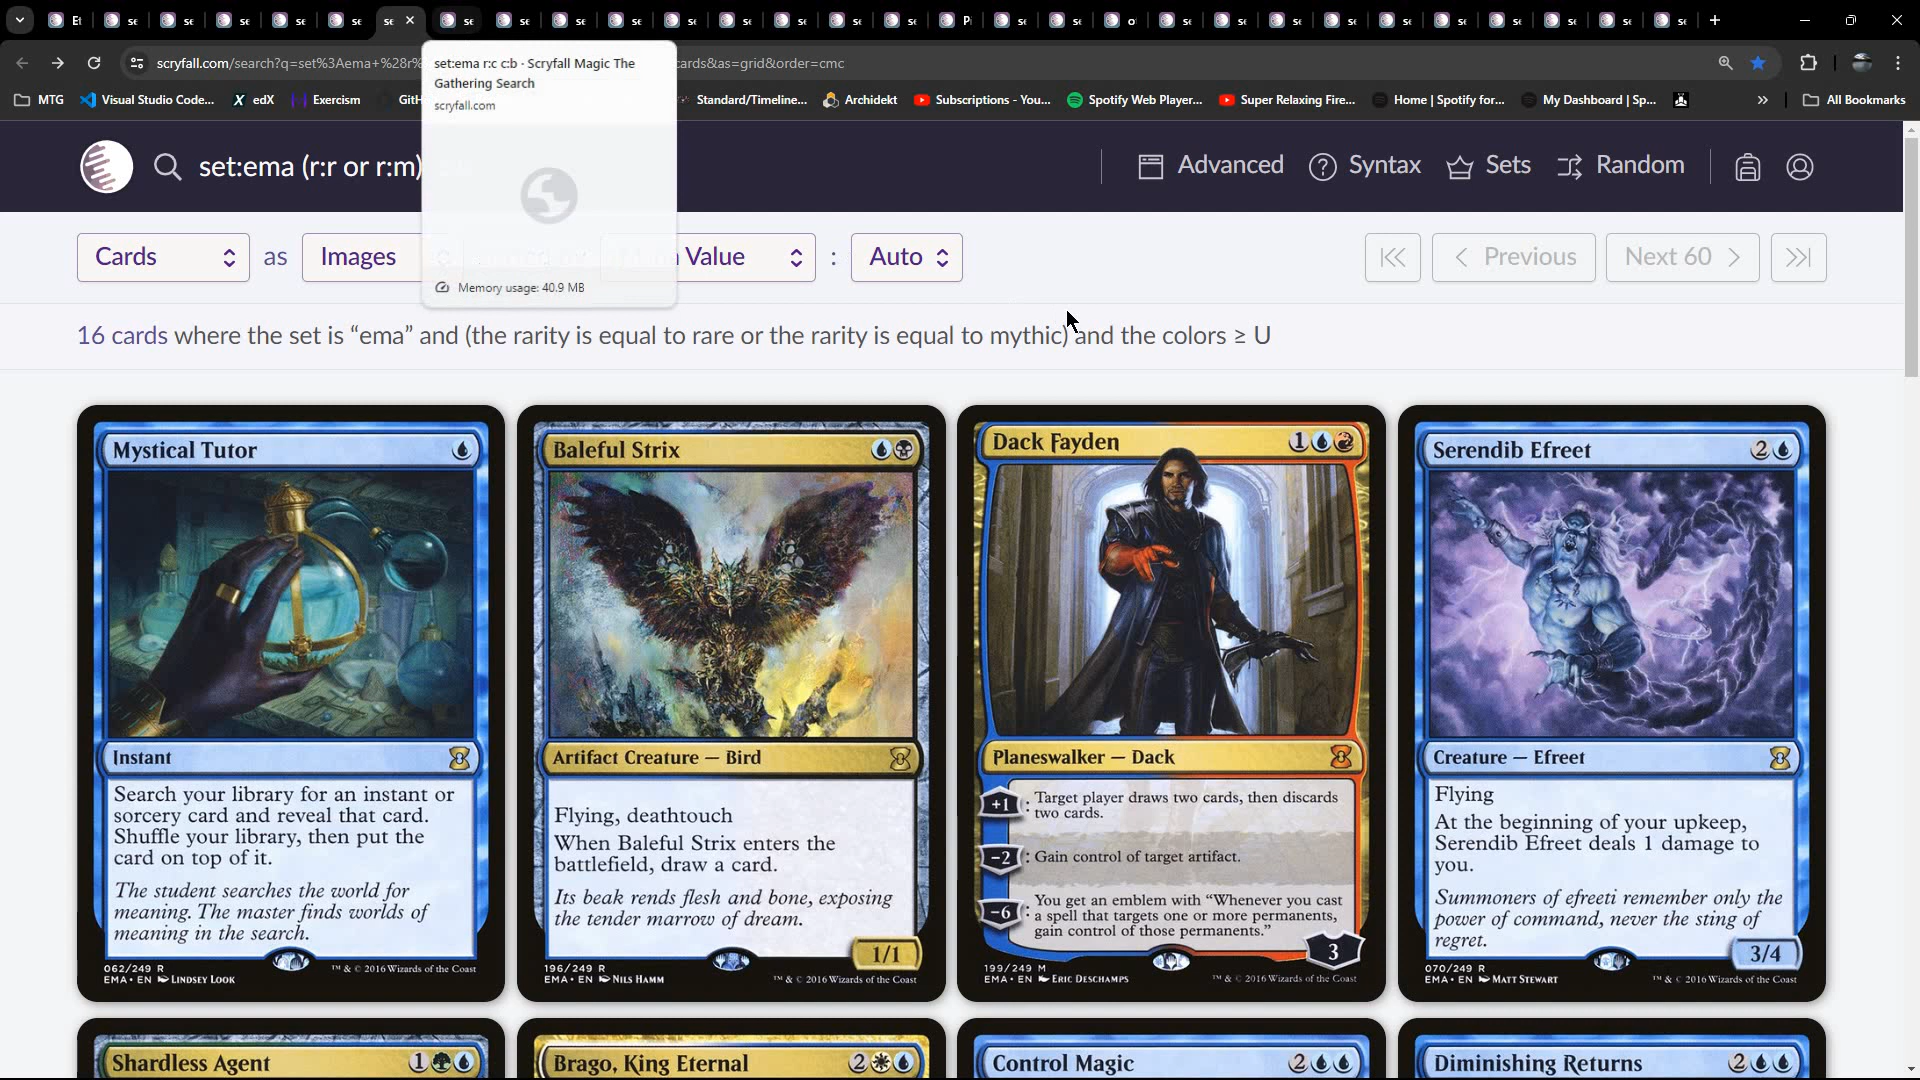 set:ema r:c c:b - Scryfall Magic The
Gathering Search
scryfall.com
Memory usage: 40.9 MB
scryfall.com/search?q=set%3Aema+%28r%
cards&as=grid&order=cmc
MTG
Visual Studio Code...
edX
Exercism
GitH
Standard/Timeline...
Archidekt
Subscriptions - You...
Spotify Web Player...
Super Relaxing Fire...
Home | Spotify for...
My Dashboard | Sp...
»
All Bookmarks
set:ema (r:r or r:m)
Advanced
Syntax
Sets
Random
Cards
as
Images
Value
:
Auto
Previous
Next 60
16 cards where the set is “ema” and (the rarity is equal to rare or the rarity is equal to mythic) and the colors ≥ U
Mystical Tutor
Instant
Search your library for an instant or
sorcery card and reveal that card.
Shuffle your library, then put the
card on top of it.
The student searches the world for
meaning. The master finds worlds of
meaning in the search.
062/249 R
EMA • EN LINDSEY LOOK
™ & © 2016 Wizards of the Coast
Baleful Strix
Artifact Creature — Bird
Flying, deathtouch
When Baleful Strix enters the
battlefield, draw a card.
Its beak rends flesh and bone, exposing
the tender marrow of dream.
1/1
196/249 R
EMA • EN NILS HAMM
™ & © 2016 Wizards of the Coast
Dack Fayden
1
Planeswalker — Dack
+1 : Target player draws two cards, then discards
two cards.
-2 : Gain control of target artifact.
-6 : You get an emblem with “Whenever you cast
a spell that targets one or more permanents,
gain control of those permanents.”
3
199/249 M
EMA • EN ERIC DESCHAMPS
™ & © 2016 Wizards of the Coast
Serendib Efreet
2
Creature — Efreet
Flying
At the beginning of your upkeep,
Serendib Efreet deals 1 damage to
you.
Summoners of efreeti remember only the
power of command, never the sting of
regret.
3/4
070/249 R
EMA • EN MATT STEWART
™ & © 2016 Wizards of the Coast
Shardless Agent
1
Brago, King Eternal
2
Control Magic
2
Diminishing Returns
2